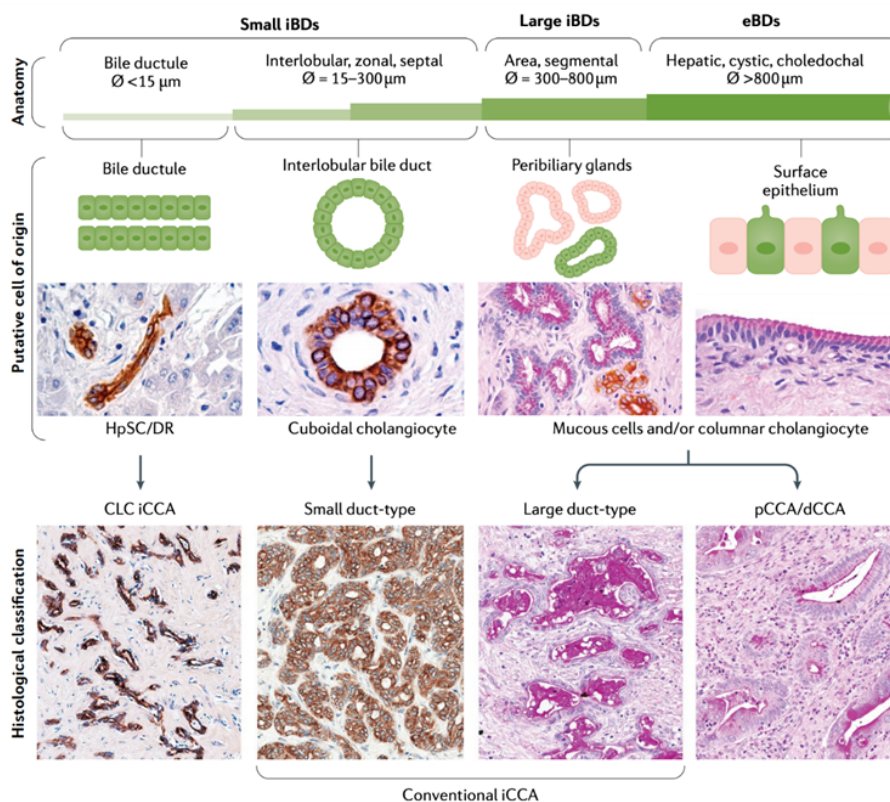 Small iBDs
Large iBDs
eBDs
Anatomy
Bile ductule
Ø <15 μm
Interlobular, zonal, septal
Ø = 15–300 μm
Area, segmental
Ø = 300–800 μm
Hepatic, cystic, choledochal
Ø >800 μm
Putative cell of origin
Bile ductule
Interlobular bile duct
Peribiliary glands
Surface
epithelium
HpSC/DR
Cuboidal cholangiocyte
Mucous cells and/or columnar cholangiocyte
Histological classification
CLC iCCA
Small duct-type
Large duct-type
pCCA/dCCA
Conventional iCCA